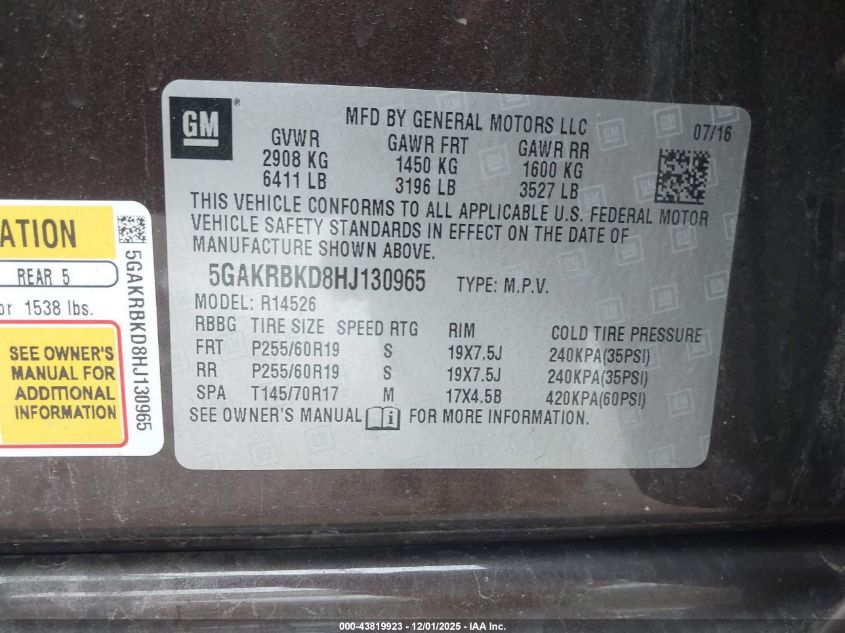 GM
®
MFD BY GENERAL MOTORS LLC
07/16
GVWR GAWR FRT GAWR RR
2908 KG 1450 KG 1600 KG
6411 LB 3196 LB 3527 LB
THIS VEHICLE CONFORMS TO ALL APPLICABLE U.S. FEDERAL MOTOR
VEHICLE SAFETY STANDARDS IN EFFECT ON THE DATE OF
MANUFACTURE SHOWN ABOVE.
5GAKRBKD8HJ130965 TYPE: M.P.V.
MODEL: R14526
RBBG TIRE SIZE SPEED RTG RIM COLD TIRE PRESSURE
FRT P255/60R19 S 19X7.5J 240KPA(35PSI)
RR P255/60R19 S 19X7.5J 240KPA(35PSI)
SPA T145/70R17 M 17X4.5B 420KPA(60PSI)
SEE OWNER'S MANUAL i FOR MORE INFORMATION.
ATION
REAR 5
or 1538 lbs.
SEE OWNER'S
MANUAL FOR
ADDITIONAL
INFORMATION
5GAKRBKD8HJ130965
000-43819923 - 12/01/2025 - IAA Inc.